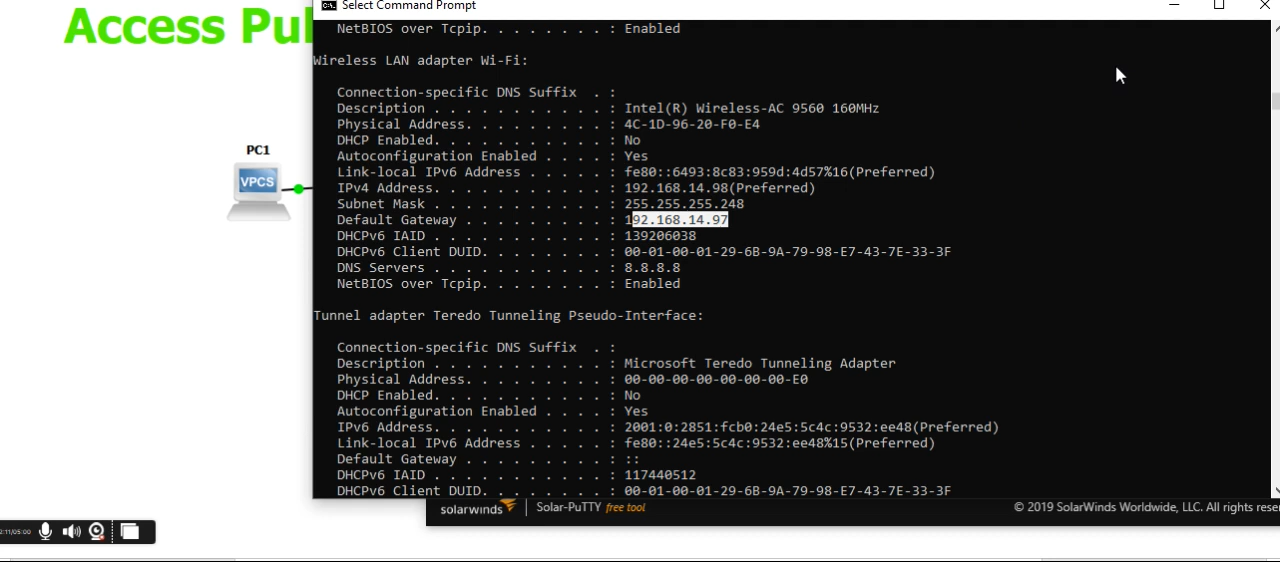 Access Pu
Select Command Prompt
NetBIOS over Tcpip. . . . . . . . : Enabled
Wireless LAN adapter Wi-Fi:
Connection-specific DNS Suffix . :
Description . . . . . . . . . . . : Intel(R) Wireless-AC 9560 160MHz
Physical Address. . . . . . . . . : 4C-1D-96-20-F0-E4
DHCP Enabled. . . . . . . . . . . : No
Autoconfiguration Enabled . . . . : Yes
Link-local IPv6 Address . . . . . : fe80::6493:8c83:959d:4d57%16(Preferred)
IPv4 Address. . . . . . . . . . . : 192.168.14.98(Preferred)
Subnet Mask . . . . . . . . . . . : 255.255.255.248
Default Gateway . . . . . . . . . : 192.168.14.97
DHCPv6 IAID . . . . . . . . . . . : 139206038
DHCPv6 Client DUID. . . . . . . . : 00-01-00-01-29-6B-9A-79-98-E7-43-7E-33-3F
DNS Servers . . . . . . . . . . . : 8.8.8.8
NetBIOS over Tcpip. . . . . . . . : Enabled
Tunnel adapter Teredo Tunneling Pseudo-Interface:
Connection-specific DNS Suffix . :
Description . . . . . . . . . . . : Microsoft Teredo Tunneling Adapter
Physical Address. . . . . . . . . : 00-00-00-00-00-00-00-E0
DHCP Enabled. . . . . . . . . . . : No
Autoconfiguration Enabled . . . . : Yes
IPv6 Address. . . . . . . . . . . : 2001:0:2851:fcb0:24e5:5c4c:9532:ee48(Preferred)
Link-local IPv6 Address . . . . . : fe80::24e5:5c4c:9532:ee48%15(Preferred)
Default Gateway . . . . . . . . . : ::
DHCPv6 IAID . . . . . . . . . . . : 117440512
DHCPv6 Client DUID. . . . . . . . : 00-01-00-01-29-6B-9A-79-98-E7-43-7E-33-3F
PC1
VPCS
solarwinds
Solar-PuTTY free tool
© 2019 SolarWinds Worldwide, LLC. All rights rese
2:11/05:00